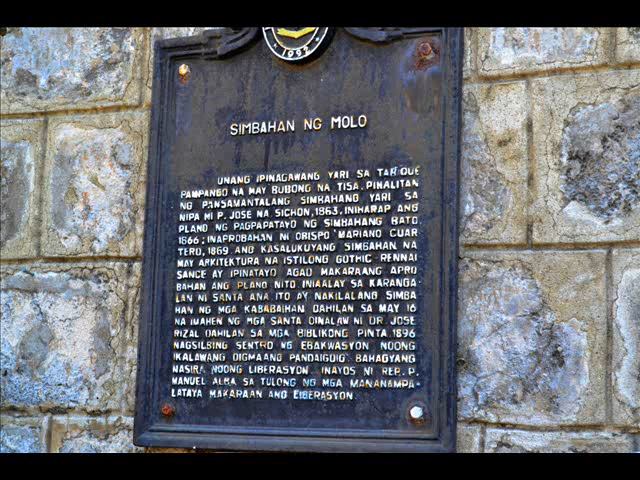 1992
SIMBAHAN NG MOLO
UNANG IPINAGAWANG YARI SA TABIQUE
PAMPANGO NA MAY BUBONG NA TISA. PINALITAN
NG PANSAMANTALANG SIMBAHANG YARI SA
NIPA NI P. JOSE MA SICHON, 1863. INIHARAP ANG
PLANO NG PAGPAPATAYO NG SIMBAHANG BATO,
1866; INAPROBAHAN NI OBISPO MARIANO CUAR
TERO, 1869 ANG KASALUKUYANG SIMBAHAN NA
MAY ARKITEKTURA NA ISTILONG GOTHIC-RENNAI
SANCE AY IPINATAYO AGAD MAKARAANG APRO
BAHAN ANG PLANO NITO. INIAALAY SA KARANGA
LAN NI SANTA ANA ITO AY NAKILALANG SIMBA
HAN NG MGA KABABAIHAN DAHILAN SA MAY 16
NA IMAHEN NG MGA SANTA DINALAW NI DR. JOSE
RIZAL DAHILAN SA MGA BIBLIKONG PINTA 1896
NAGSILBING SENTRO NG EBAKWASYON NOONG
IKALAWANG DIGMAANG PANDAIGDIG BAHAGYANG
NASIRA NOONG LIBERASYON. INAYOS NI REB. P.
MANUEL ALBA SA TULONG NG MGA MANANAMPA-
LATAYA MAKARAAN ANG LIBERASYON.